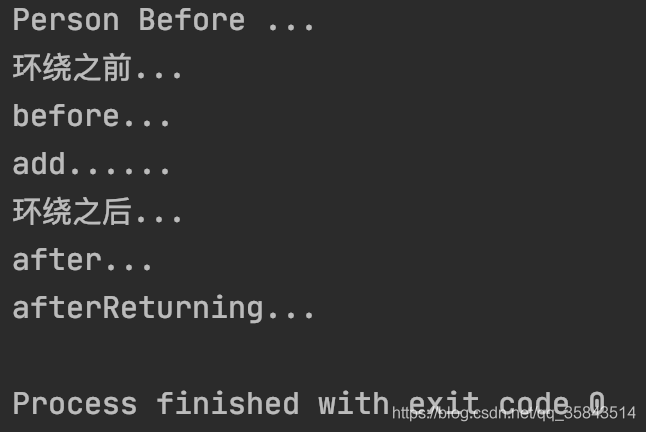 Person Before ...
环绕之前...
before...
add......
环绕之后...
after...
afterReturning...
Process finished with exit code 0
https://blog.csdn.net/qq_35843514